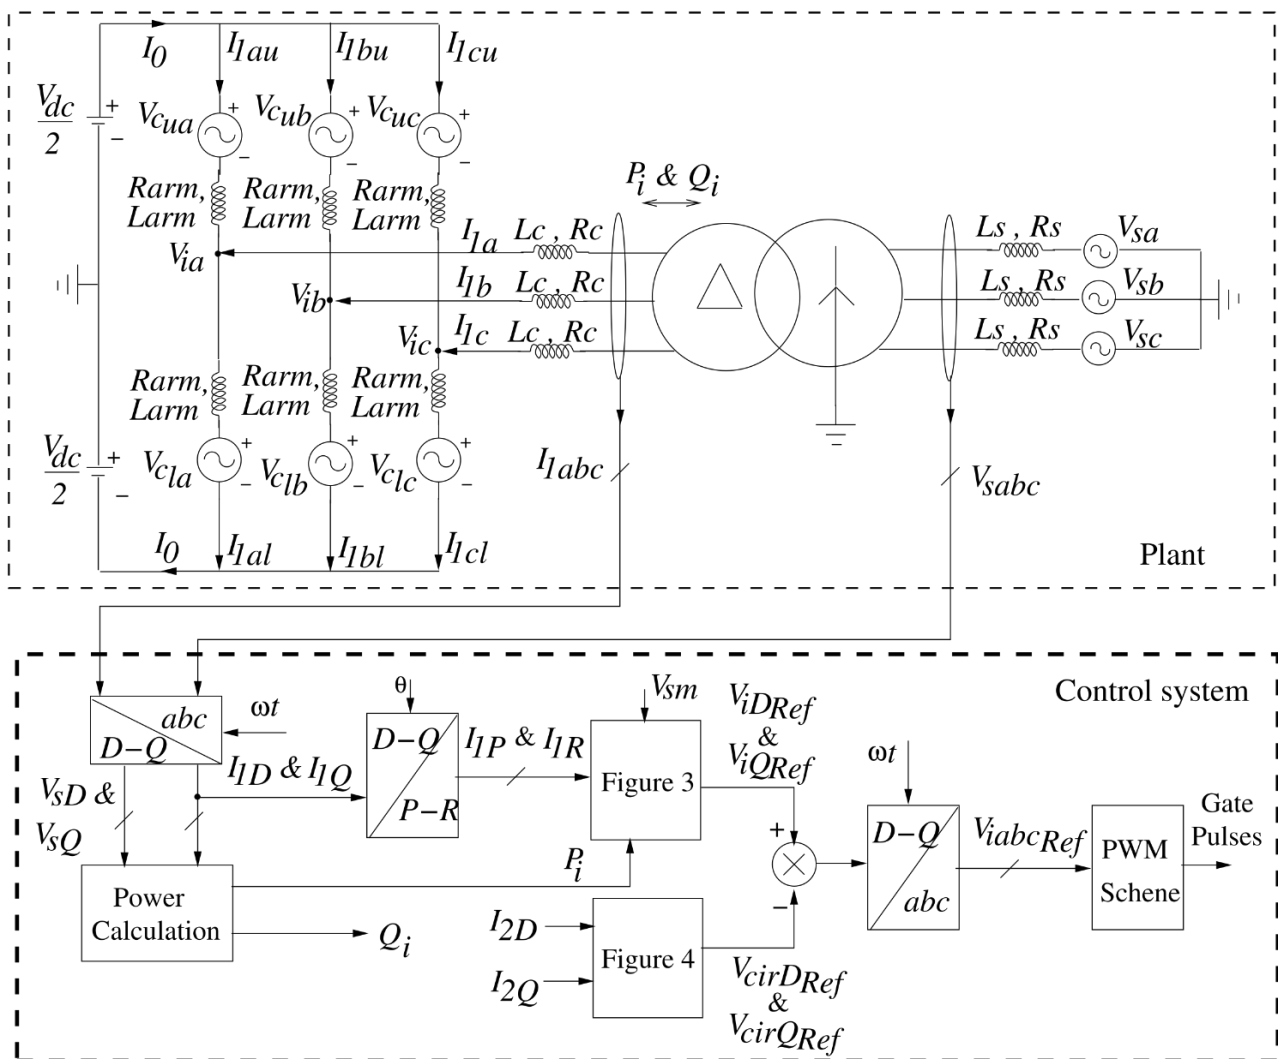 I0
I1au
I1bu
I1cu
Vdc
2
+
−
Vcua
+
−
Vcub
+
−
Vcuc
+
−
Rarm,
Larm
Rarm,
Larm
Rarm,
Larm
Pi & Qi
Via
I1a
Lc , Rc
Vib
I1b
Lc , Rc
Vic
I1c
Lc , Rc
Ls , Rs
Vsa
Ls , Rs
Vsb
Ls , Rs
Vsc
Rarm,
Larm
Rarm,
Larm
Rarm,
Larm
Vdc
2
+
−
Vcla
+
−
Vclb
+
−
Vclc
+
−
I1abc
Vsabc
I0
I1al
I1bl
I1cl
Plant
Control system
abc
D−Q
ωt
VsD &
VsQ
I1D & I1Q
θ
D−Q
P−R
I1P & I1R
Vsm
Figure 3
ViDRef
&
ViQRef
+
−
ωt
D−Q
abc
ViabcRef
PWM
Schene
Gate
Pulses
Power
Calculation
Pi
Qi
I2D
I2Q
Figure 4
VcirDRef
&
VcirQRef